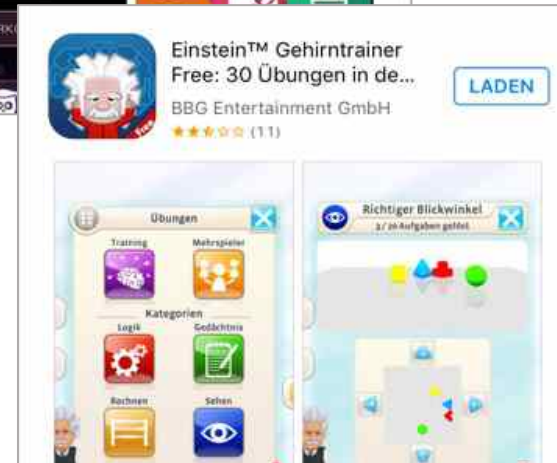 Einstein™ Gehirntrainer
Free: 30 Übungen in de...
LADEN
BBG Entertainment GmbH
(11)
Free
Übungen
Training
Mehrspieler
Kategorien
Logik
Gedächtnis
Rechnen
Sehen
Richtiger Blickwinkel
3/20 Aufgaben gelöst